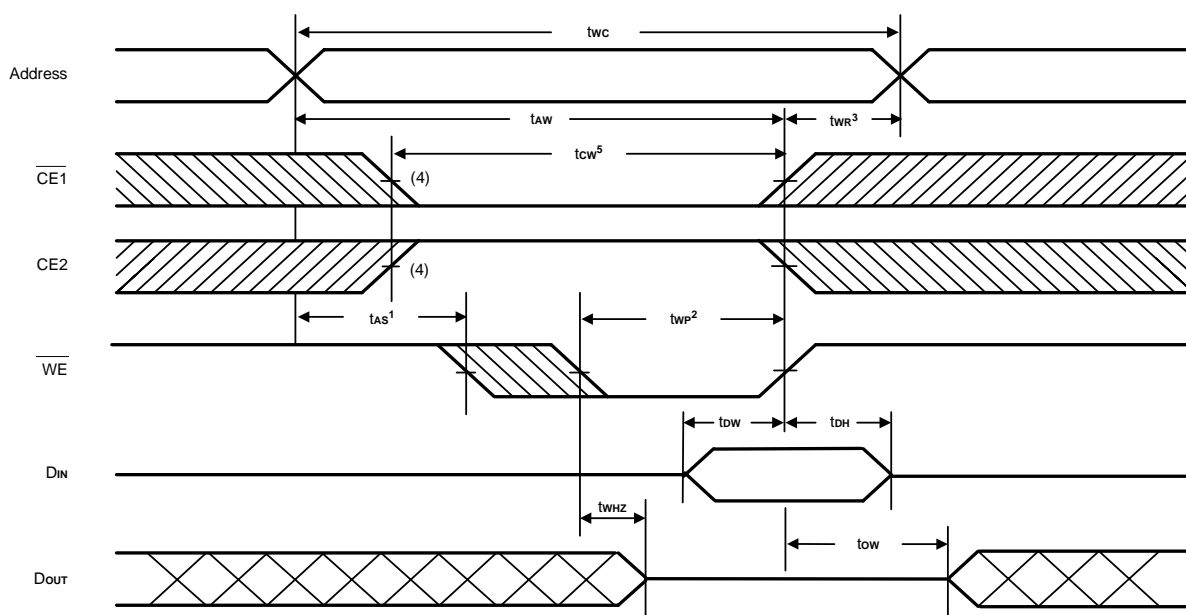 twc
Address
tAW
tWR³
CE1
tCW⁵
(4)
CE2
(4)
tAS¹
tWP²
WE
tDW
tDH
DIN
tWHZ
tOW
DOUT